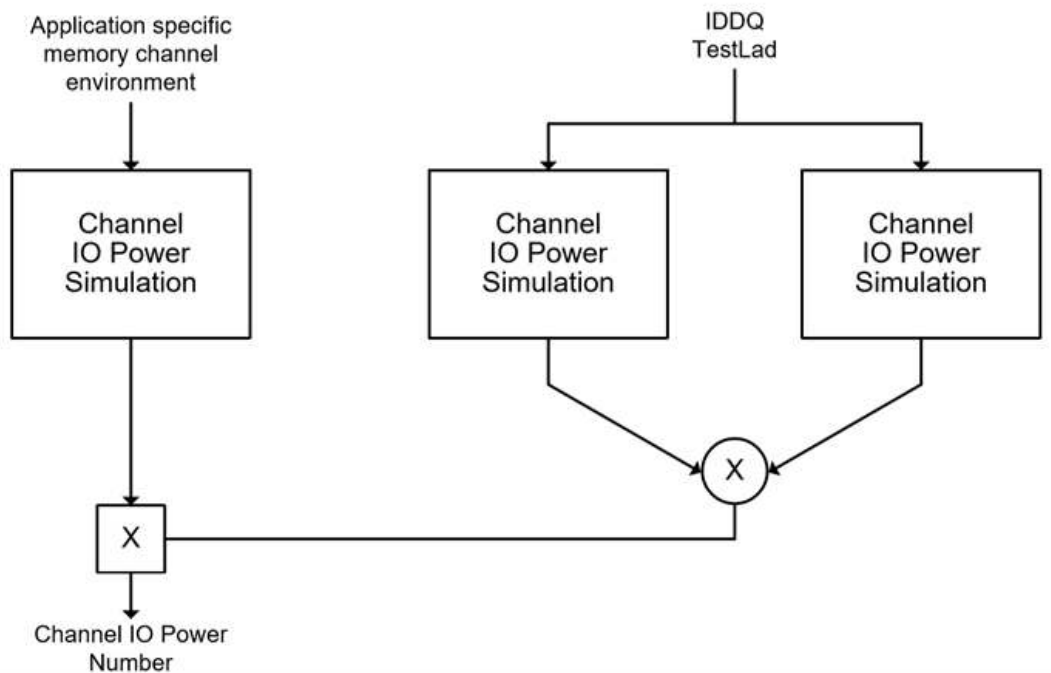 Application specific
memory channel
environment
IDDQ
TestLad
Channel
IO Power
Simulation
Channel
IO Power
Simulation
Channel
IO Power
Simulation
X
X
Channel IO Power
Number